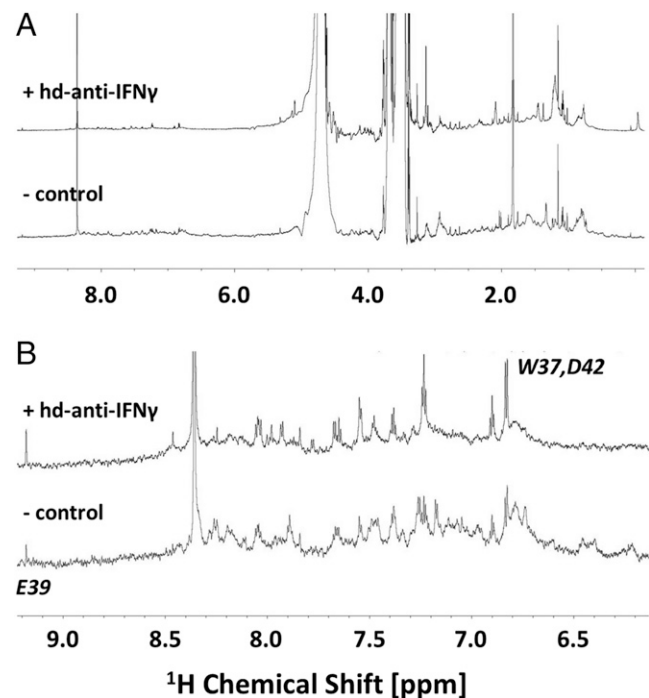 A
+ hd-anti-IFNγ
- control
8.0 6.0 4.0 2.0
B
W37,D42
+ hd-anti-IFNγ
- control
E39
9.0 8.5 8.0 7.5 7.0 6.5
¹H Chemical Shift [ppm]